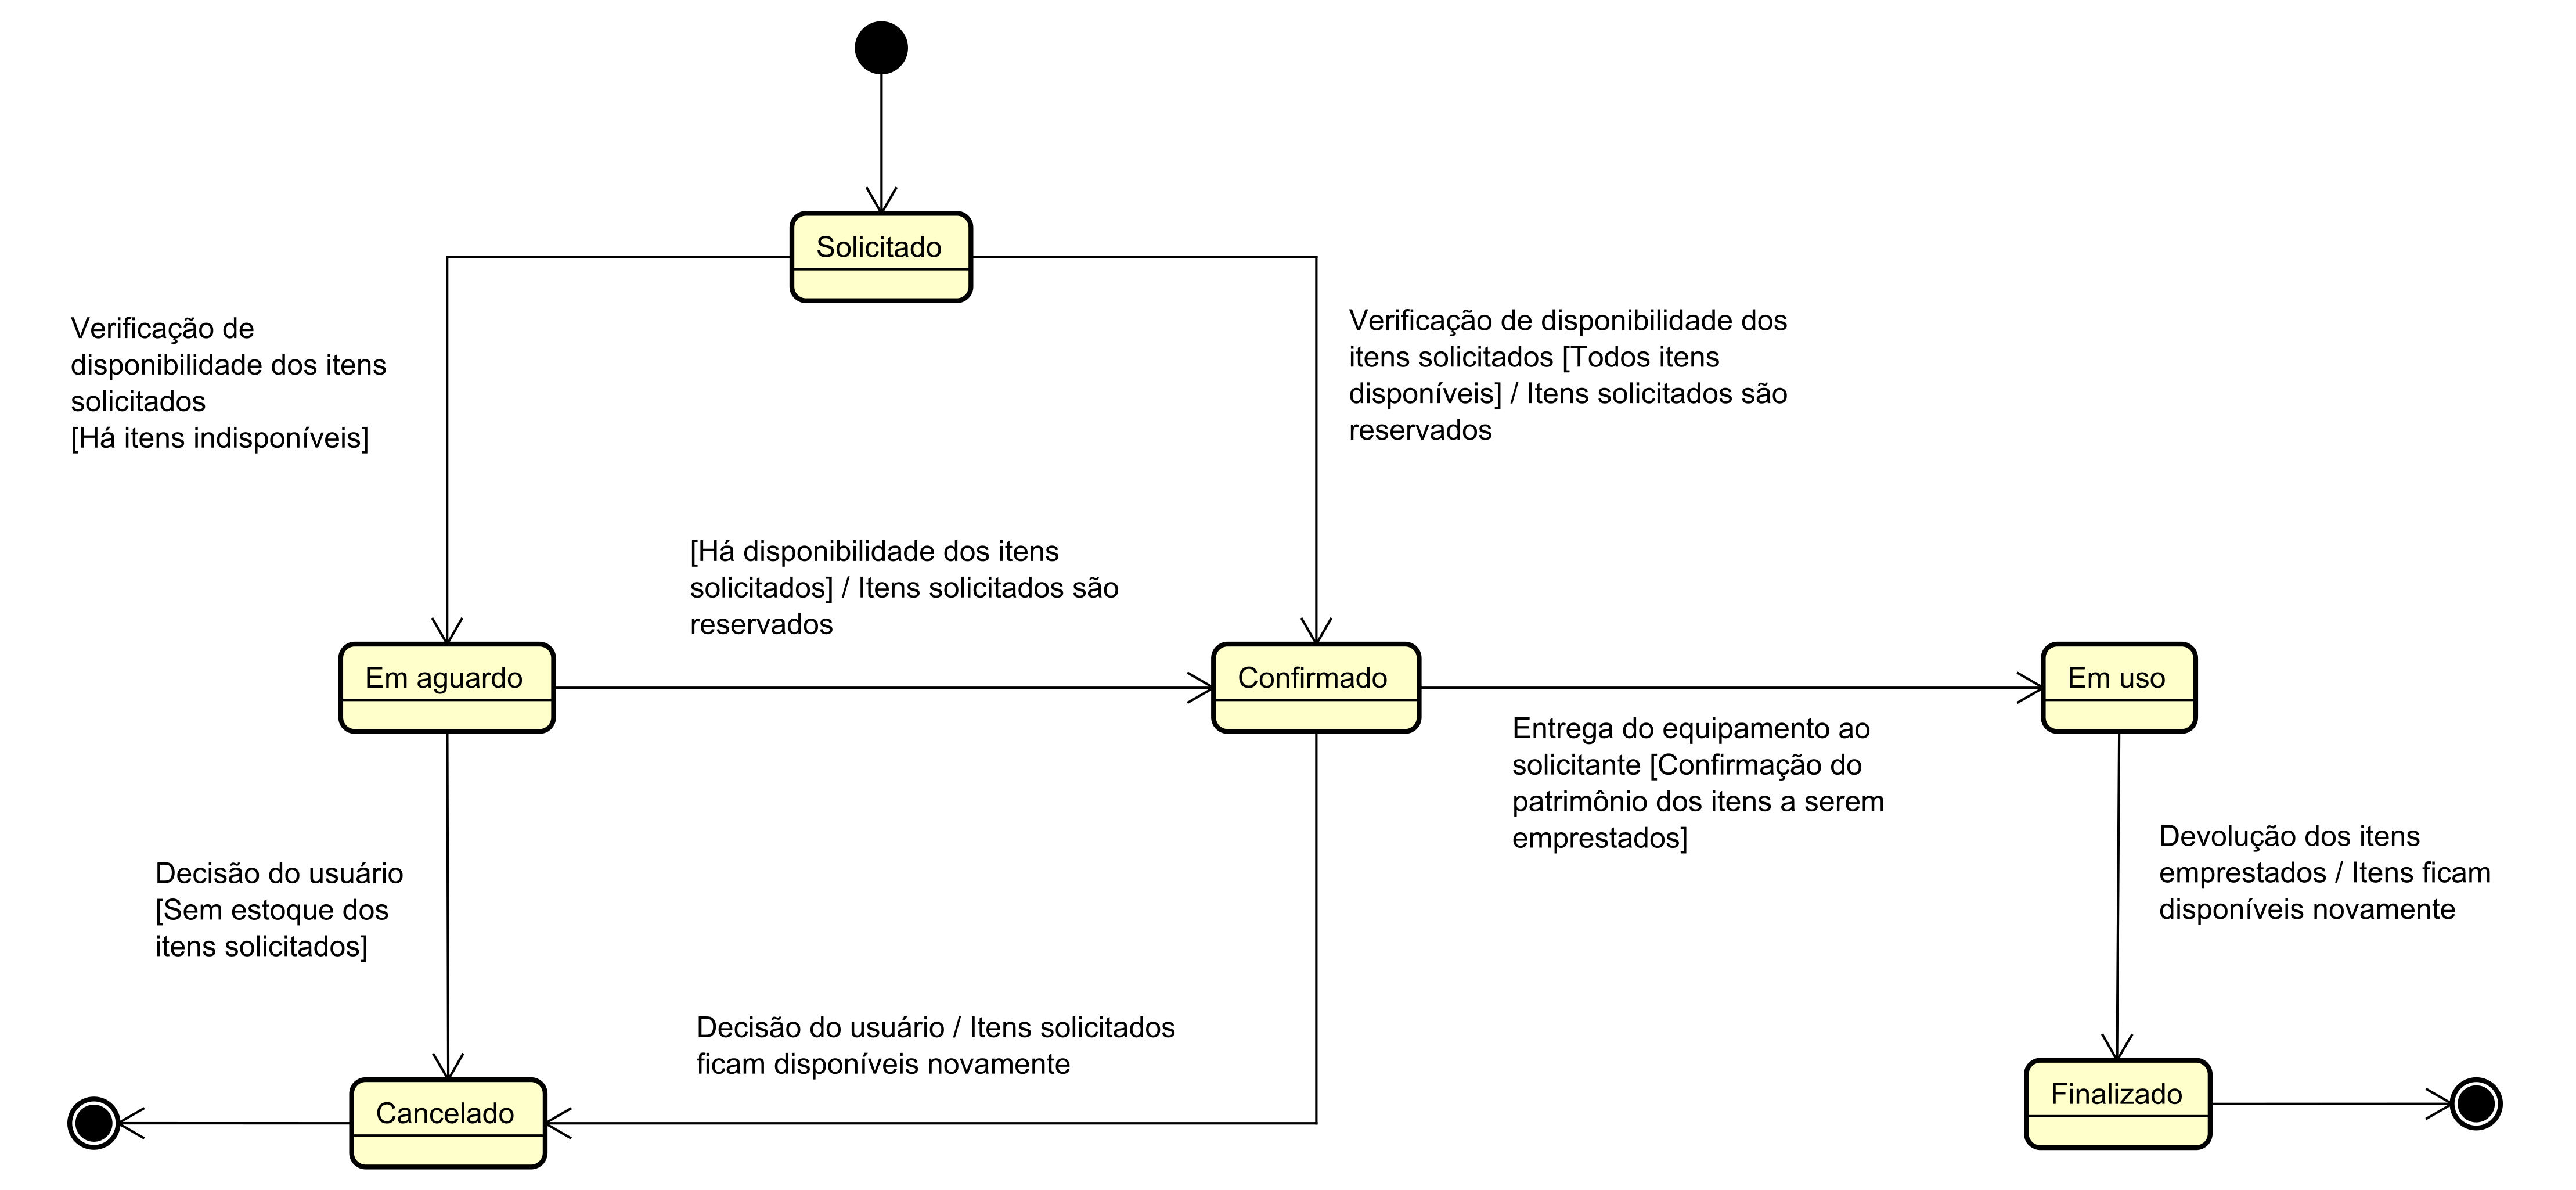 Solicitado
Verificação de
disponibilidade dos itens
solicitados
[Há itens indisponíveis]
Verificação de disponibilidade dos
itens solicitados [Todos itens
disponíveis] / Itens solicitados são
reservados
[Há disponibilidade dos itens
solicitados] / Itens solicitados são
reservados
Em aguardo
Confirmado
Em uso
Entrega do equipamento ao
solicitante [Confirmação do
patrimônio dos itens a serem
emprestados]
Decisão do usuário
[Sem estoque dos
itens solicitados]
Devolução dos itens
emprestados / Itens ficam
disponíveis novamente
Decisão do usuário / Itens solicitados
ficam disponíveis novamente
Cancelado
Finalizado